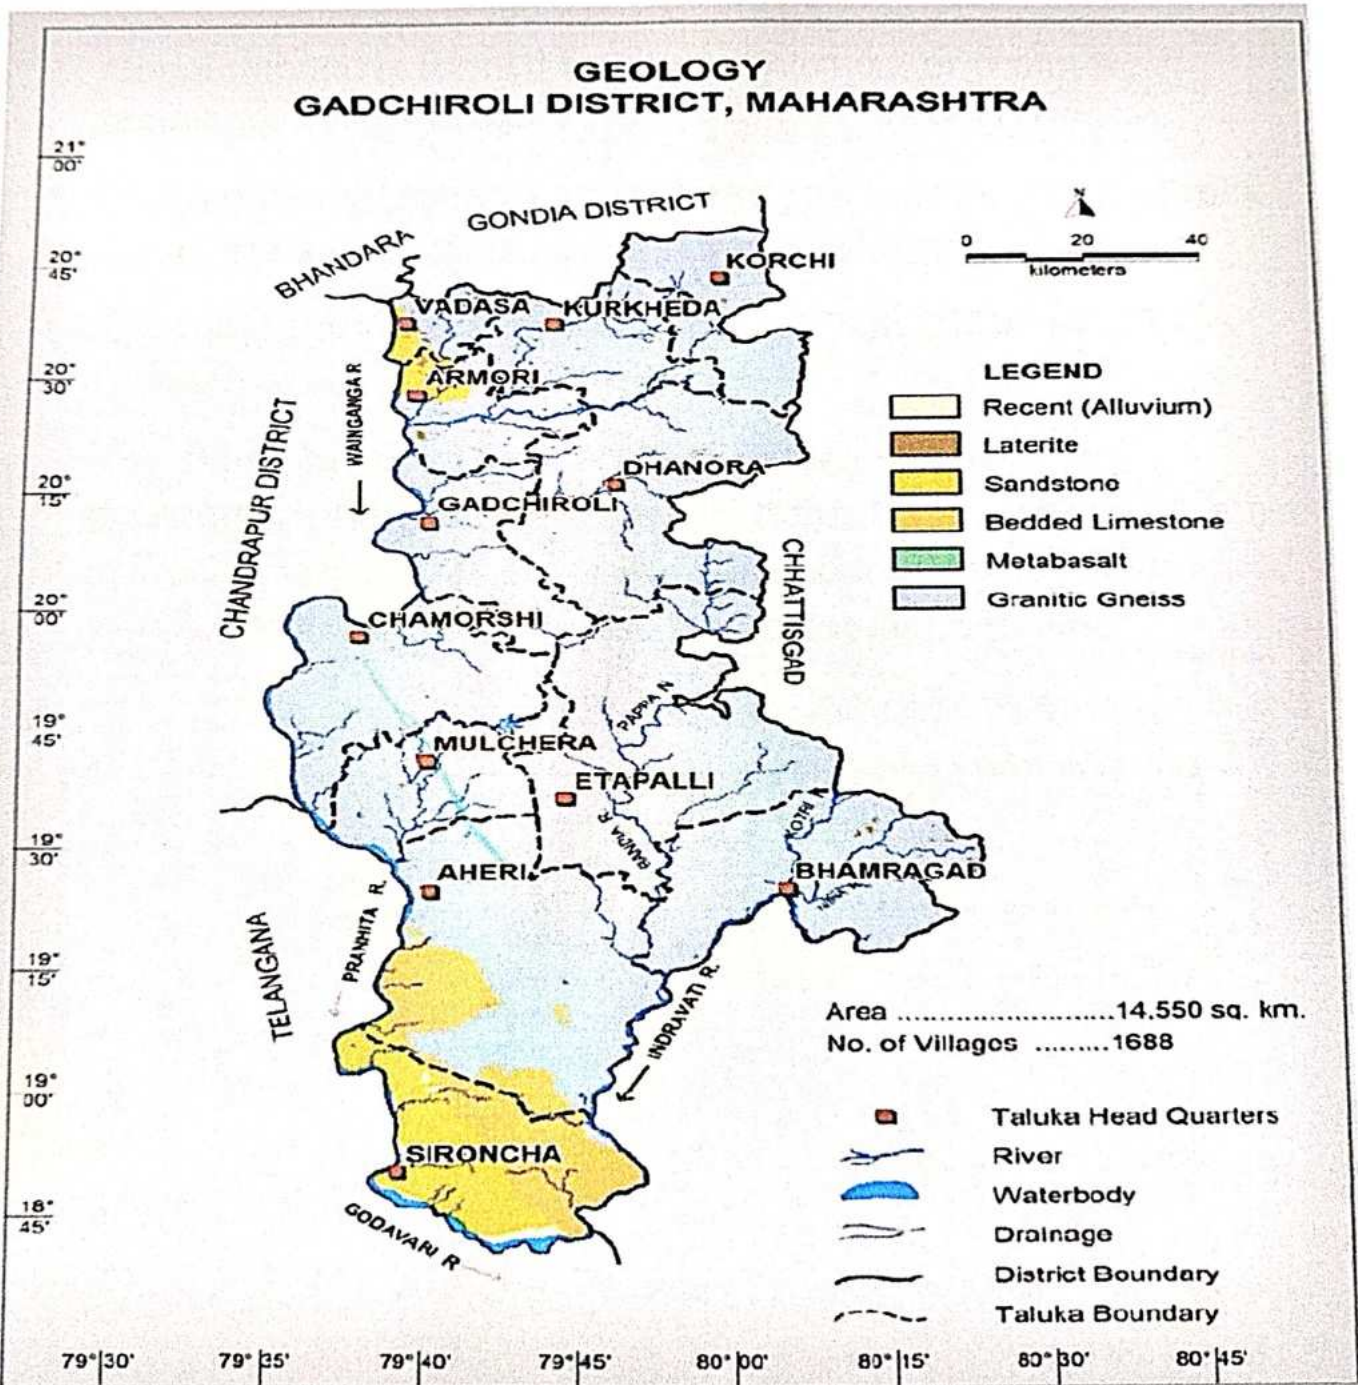 GEOLOGY
GADCHIROLI DISTRICT, MAHARASHTRA
21°
00'
GONDIA DISTRICT
N
BHANDARA
0 20 40
kilometers
20°
45'
KORCHI
VADASA
KURKHEDA
20°
30'
ARMORI
WAINGANGA R
CHANDRAPUR DISTRICT
LEGEND
Recent (Alluvium)
Laterite
Sandstone
Bedded Limestone
Metabasalt
Granitic Gneiss
DHANORA
20°
15'
GADCHIROLI
CHHATTISGAD
20°
00'
CHAMORSHI
PAPPA N
19°
45'
MULCHERA
ETAPALLI
KOTRI
BANDIA R
19°
30'
AHERI
BHAMRAGAD
PRANHITA R.
TELANGANA
19°
15'
INDRAVATI R.
Area ..........................14.550 sq. km.
No. of Villages .........1688
19°
00'
Taluka Head Quarters
River
Waterbody
Drainage
District Boundary
Taluka Boundary
SIRONCHA
18°
45'
GODAVARI R
79°30' 79°35' 79°40' 79°45' 80°00' 80°15' 80°30' 80°45'